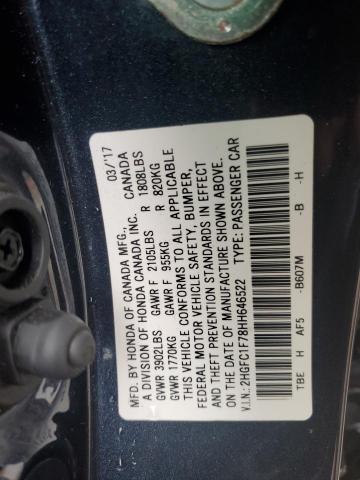 MFD. BY HONDA OF CANADA MFG., 03/'17
A DIVISION OF HONDA CANADA INC. CANADA
GVWR 3902LBS GAWR F 2105LBS R 1808LBS
GVWR 1770KG GAWR F 955KG R 820KG
THIS VEHICLE CONFORMS TO ALL APPLICABLE
FEDERAL MOTOR VEHICLE SAFETY, BUMPER,
AND THEFT PREVENTION STANDARDS IN EFFECT
ON THE DATE OF MANUFACTURE SHOWN ABOVE.
V.I.N.: 2HGFC1F78HH646522 TYPE: PASSENGER CAR
TBE H AF5 -B607M -B -H